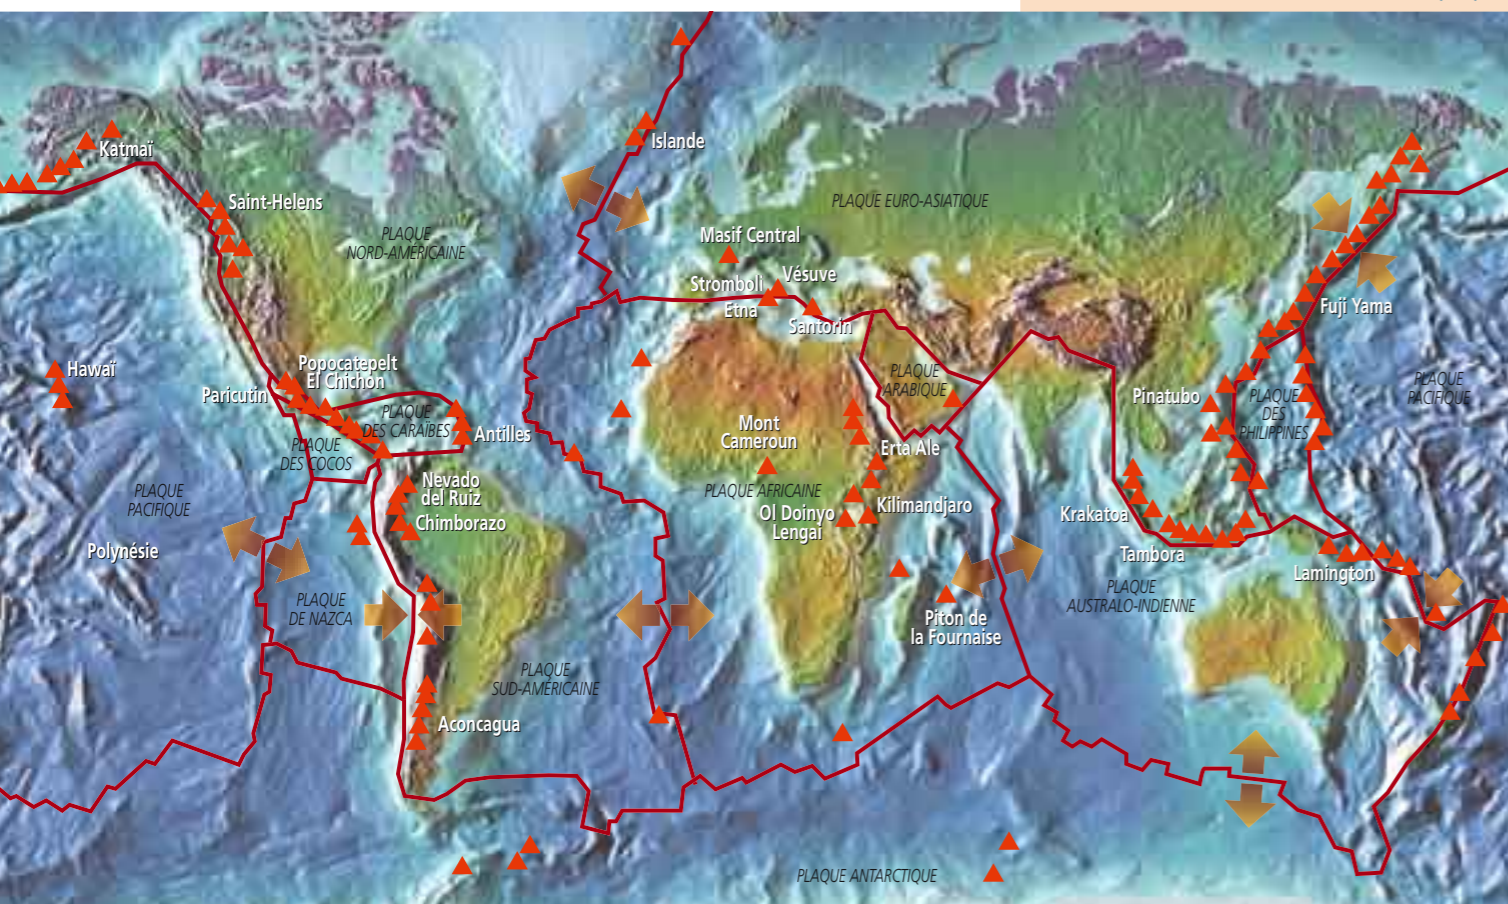 Islande
Katmaï
Saint-Helens
PLAQUE EURO-ASIATIQUE
PLAQUE
NORD-AMÉRICAINE
Masif Central
Vésuve
Stromboli
Etna
Santorin
Fuji Yama
Hawaï
Popocatepelt
El Chichon
Paricutin
PLAQUE
ARABIQUE
PLAQUE
PACIFIQUE
Pinatubo
PLAQUE
DES
PHILIPPINES
PLAQUE
DES CARAÏBES
Antilles
PLAQUE
DES COCOS
Mont
Cameroun
Erta Ale
Nevado
del Ruiz
PLAQUE
PACIFIQUE
PLAQUE AFRICAINE
Kilimandjaro
Ol Doinyo
Lengai
Krakatoa
Chimborazo
Polynésie
Tambora
Lamington
PLAQUE
DE NAZCA
PLAQUE
AUSTRALO-INDIENNE
Piton de
la Fournaise
PLAQUE
SUD-AMÉRICAINE
Aconcagua
PLAQUE ANTARCTIQUE